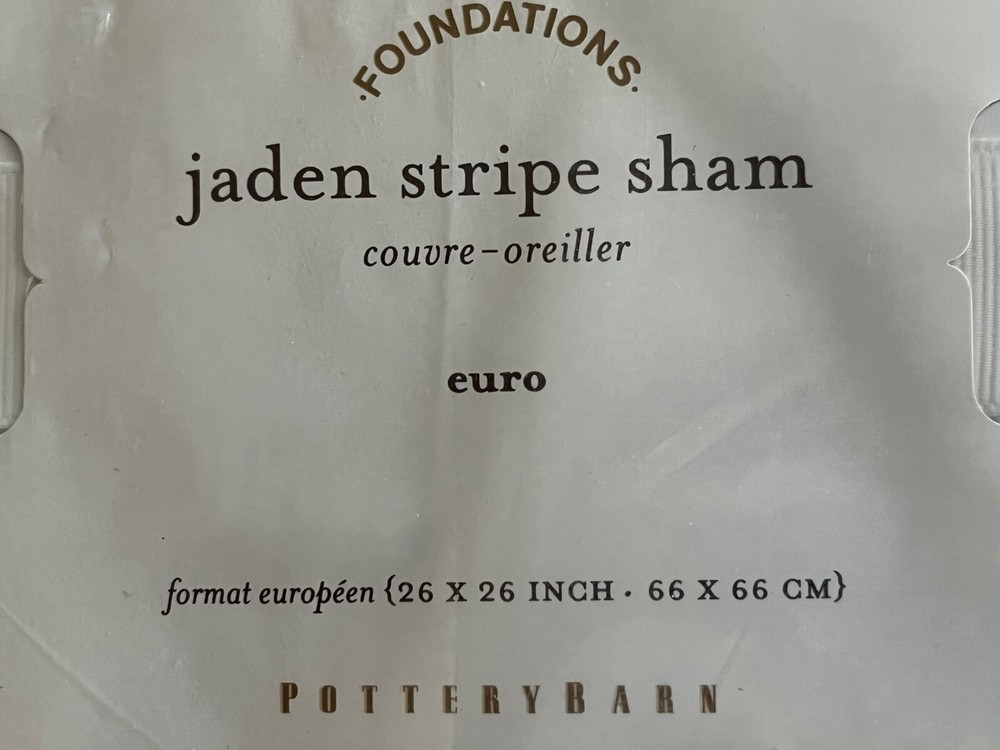 ·FOUNDATIONS·
jaden stripe sham
couvre-oreiller
euro
format européen {26 X 26 INCH · 66 X 66 CM}
POTTERYBARN